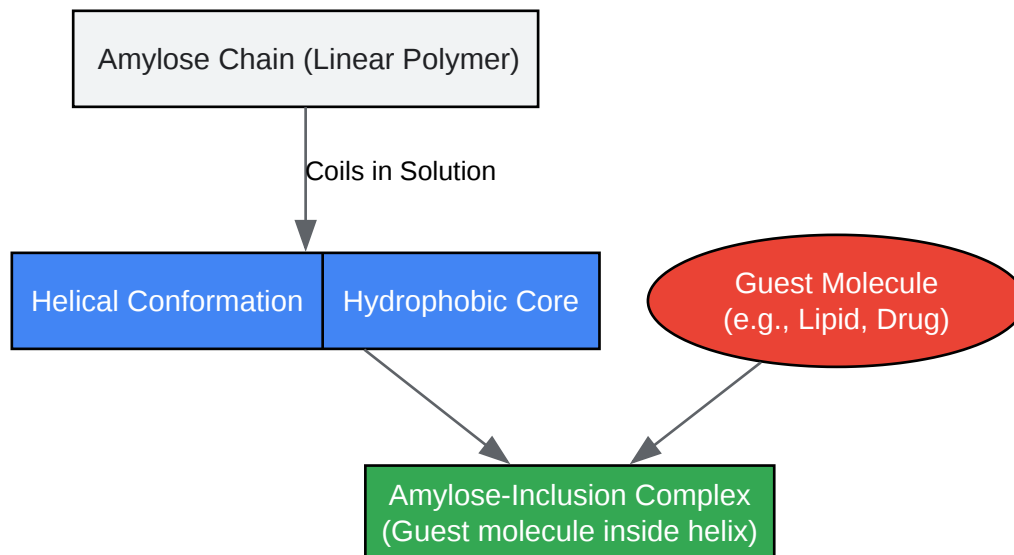 Amylose Chain (Linear Polymer)
Coils in Solution
Helical Conformation
Hydrophobic Core
Guest Molecule
(e.g., Lipid, Drug)
Amylose-Inclusion Complex
(Guest molecule inside helix)